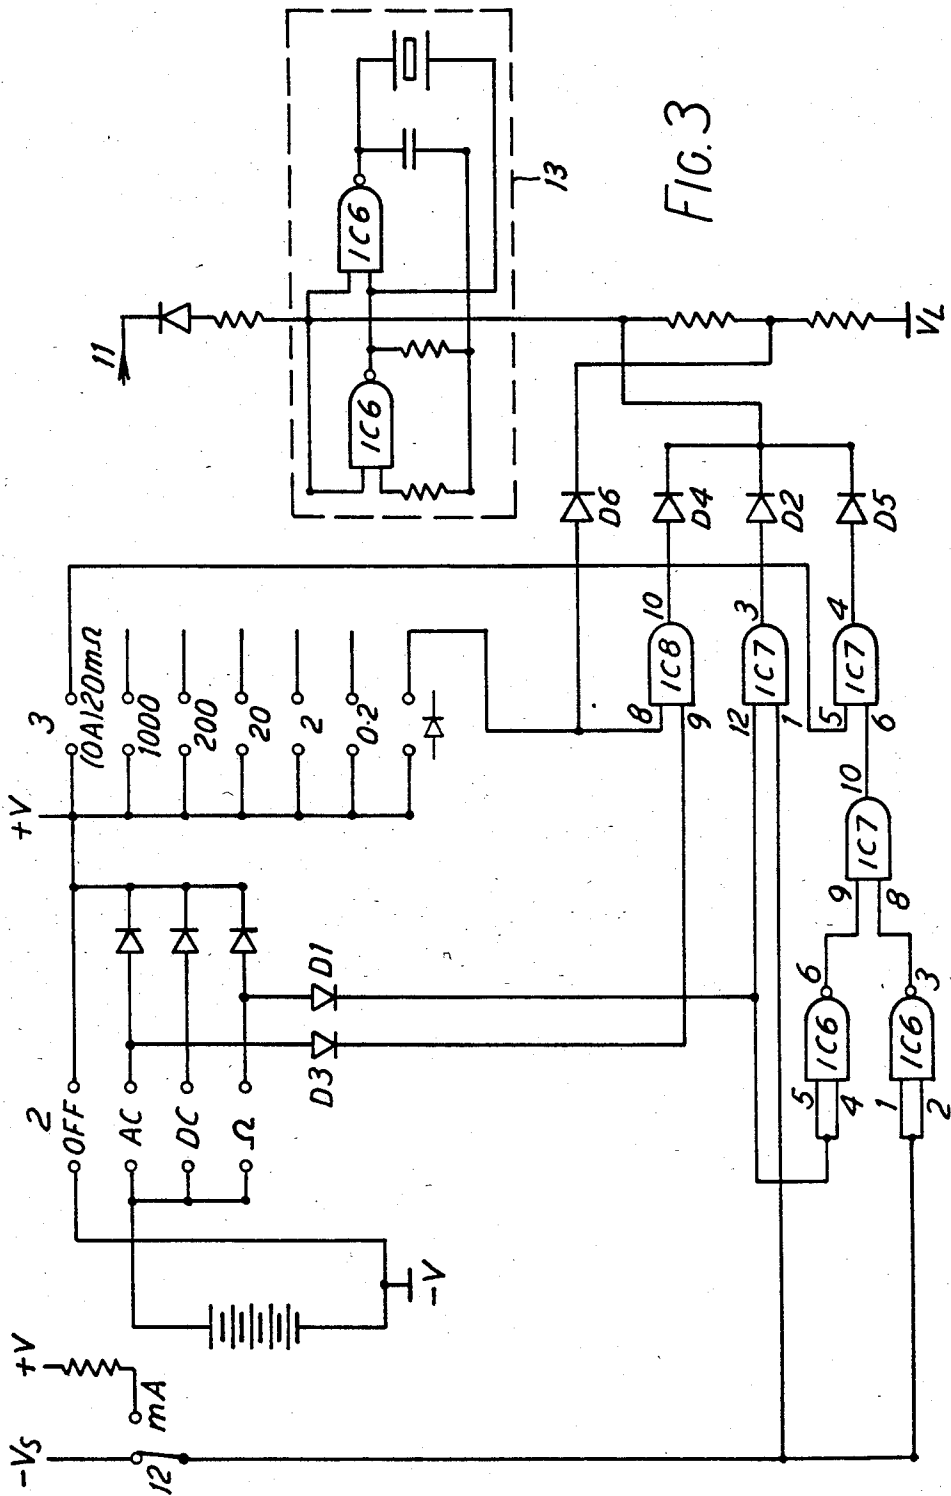 -VS
+V
12
mA
2
OFF
AC
DC
Ω
-V
+V
3
10A/20mΩ
1000
200
20
2
0.2
D3
D1
5
4
1
2
IC6
6
IC6
3
9
8
IC7
10
8
9
IC8
10
12
1
IC7
3
5
6
IC7
4
D6
D4
D2
D5
11
IC6
IC6
13
VL
FIG. 3